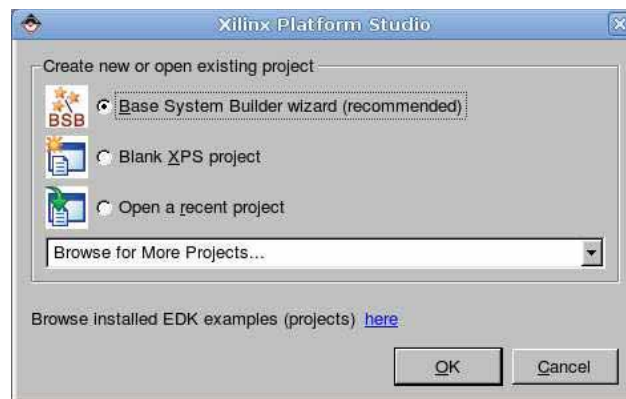 Xilinx Platform Studio
Create new or open existing project
BSB
Base System Builder wizard (recommended)
Blank XPS project
Open a recent project
Browse for More Projects...
Browse installed EDK examples (projects) here
OK Cancel